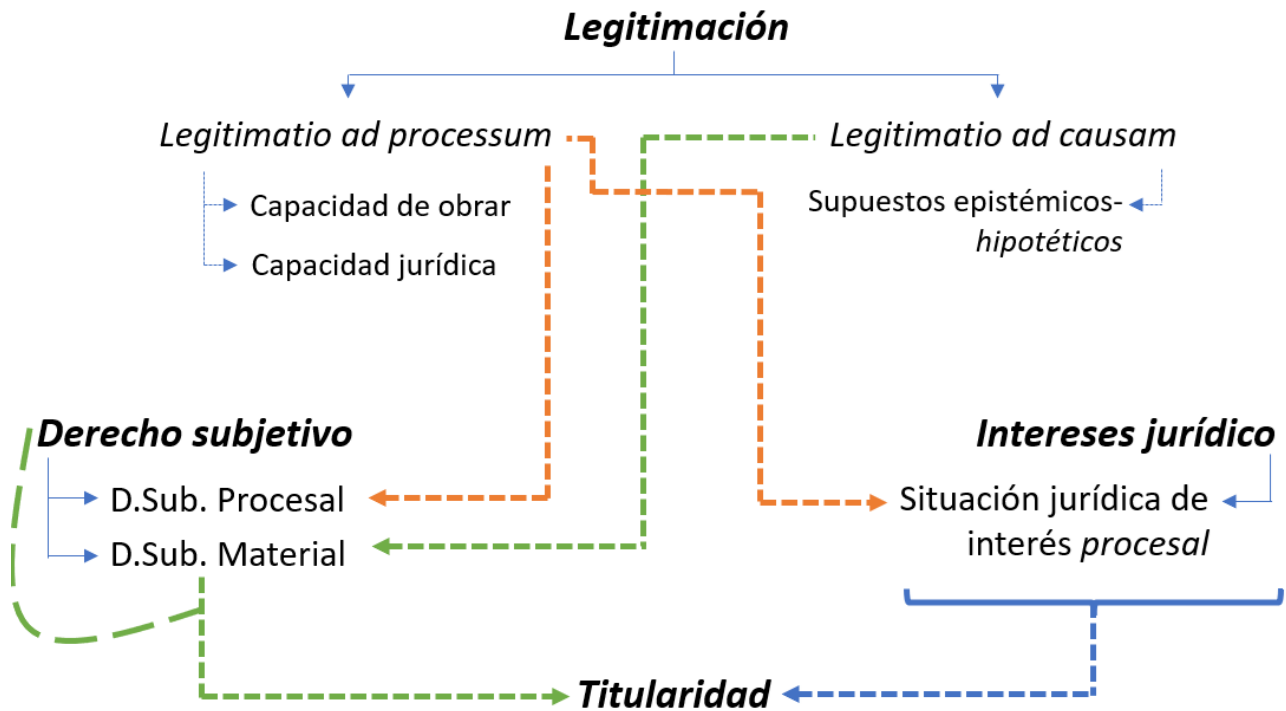 Legitimación
Legitimatio ad processum
Legitimatio ad causam
Capacidad de obrar
Capacidad jurídica
Supuestos epistémicos-
hipotéticos
Derecho subjetivo
D.Sub. Procesal
D.Sub. Material
Intereses jurídico
Situación jurídica de
interés procesal
Titularidad